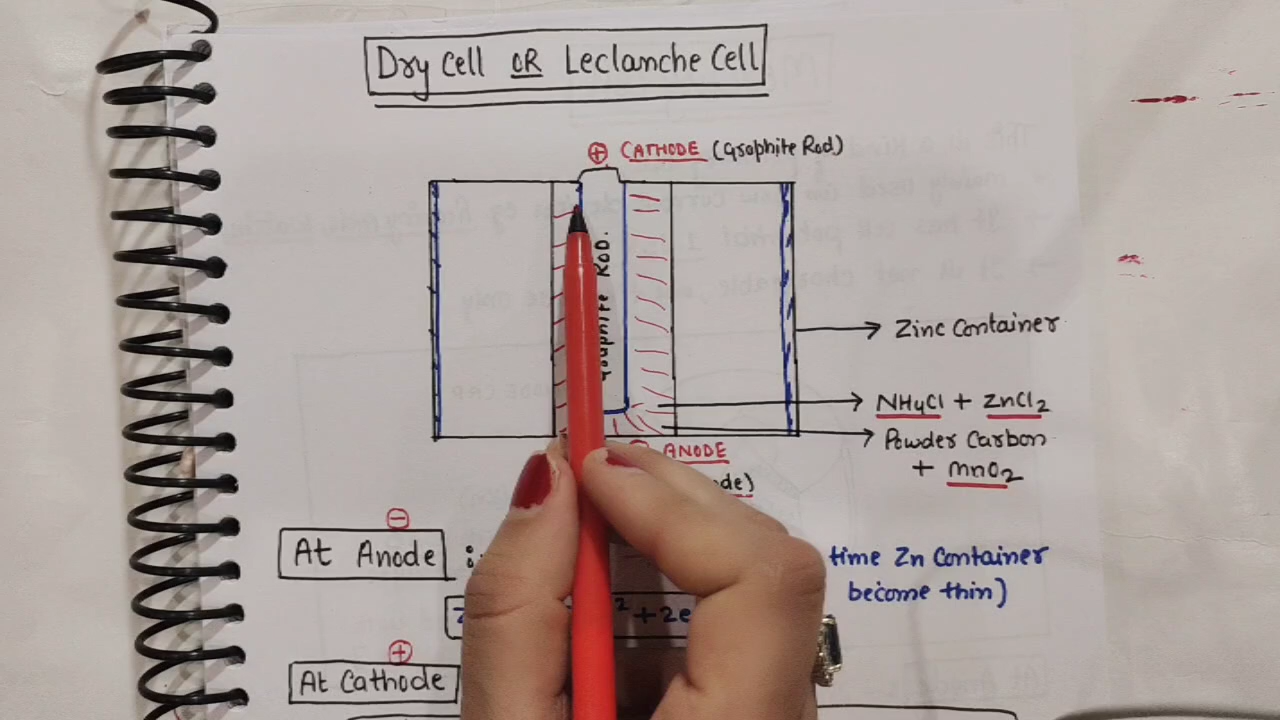 Dry Cell OR Leclanche Cell
⊕ CATHODE (Graphite Rod)
ROD.
Zinc Container
NH4Cl + ZnCl2
Powder Carbon
+ MnO2
ANODE
⊖
At Anode :
time Zn Container
become thin)
+2e
⊕
At Cathode